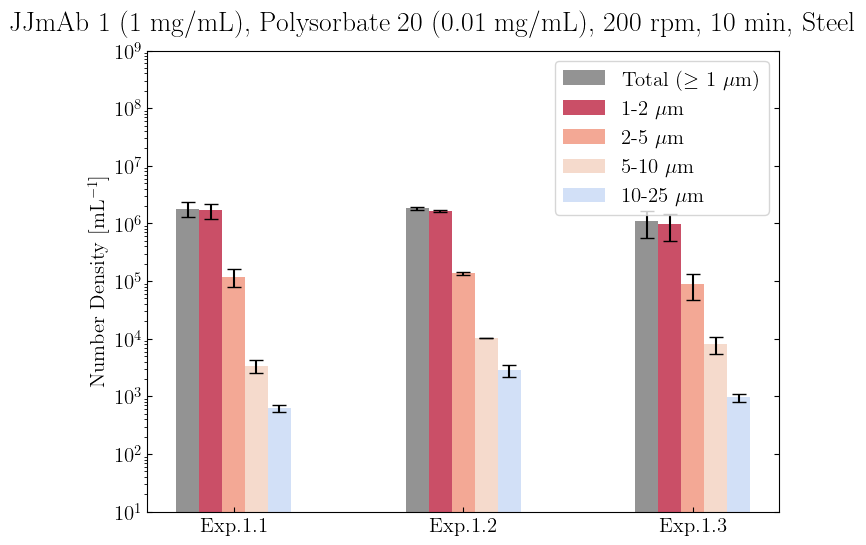 JJmAb 1 (1 mg/mL), Polysorbate 20 (0.01 mg/mL), 200 rpm, 10 min, Steel
Number Density [mL⁻¹]
10⁹
10⁸
10⁷
10⁶
10⁵
10⁴
10³
10²
10¹
Total (≥ 1 μm)
1-2 μm
2-5 μm
5-10 μm
10-25 μm
Exp.1.1 Exp.1.2 Exp.1.3